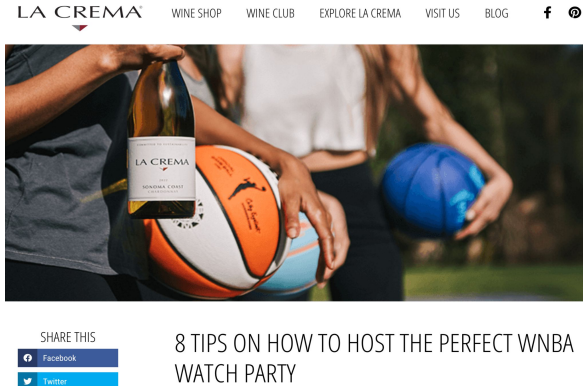 LA CREMA
WINE SHOP
WINE CLUB
EXPLORE LA CREMA
VISIT US
BLOG
LA CREMA
SONOMA COAST
CHARDONNAY
SHARE THIS
Facebook
Twitter
8 TIPS ON HOW TO HOST THE PERFECT WNBA
WATCH PARTY